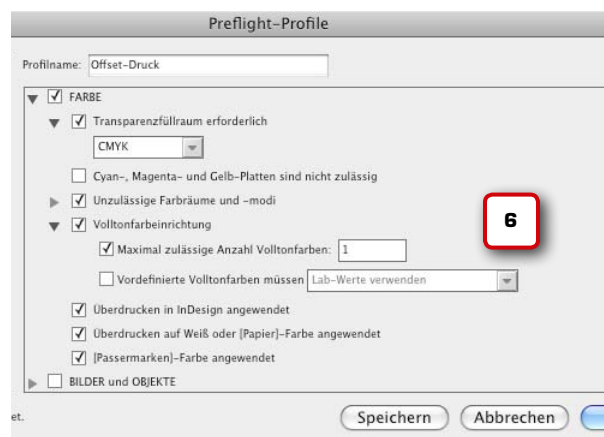 Preflight-Profile
Profilname: Offset-Druck
FARBE
Transparenzfüllraum erforderlich
CMYK
Cyan-, Magenta- und Gelb-Platten sind nicht zulässig
Unzulässige Farbräume und -modi
6
Volltonfarbeinrichtung
Maximal zulässige Anzahl Volltonfarben: 1
Vordefinierte Volltonfarben müssen Lab-Werte verwenden
Überdrucken in InDesign angewendet
Überdrucken auf Weiß oder [Papier]-Farbe angewendet
[Passermarken]-Farbe angewendet
BILDER und OBJEKTE
et.
Speichern Abbrechen